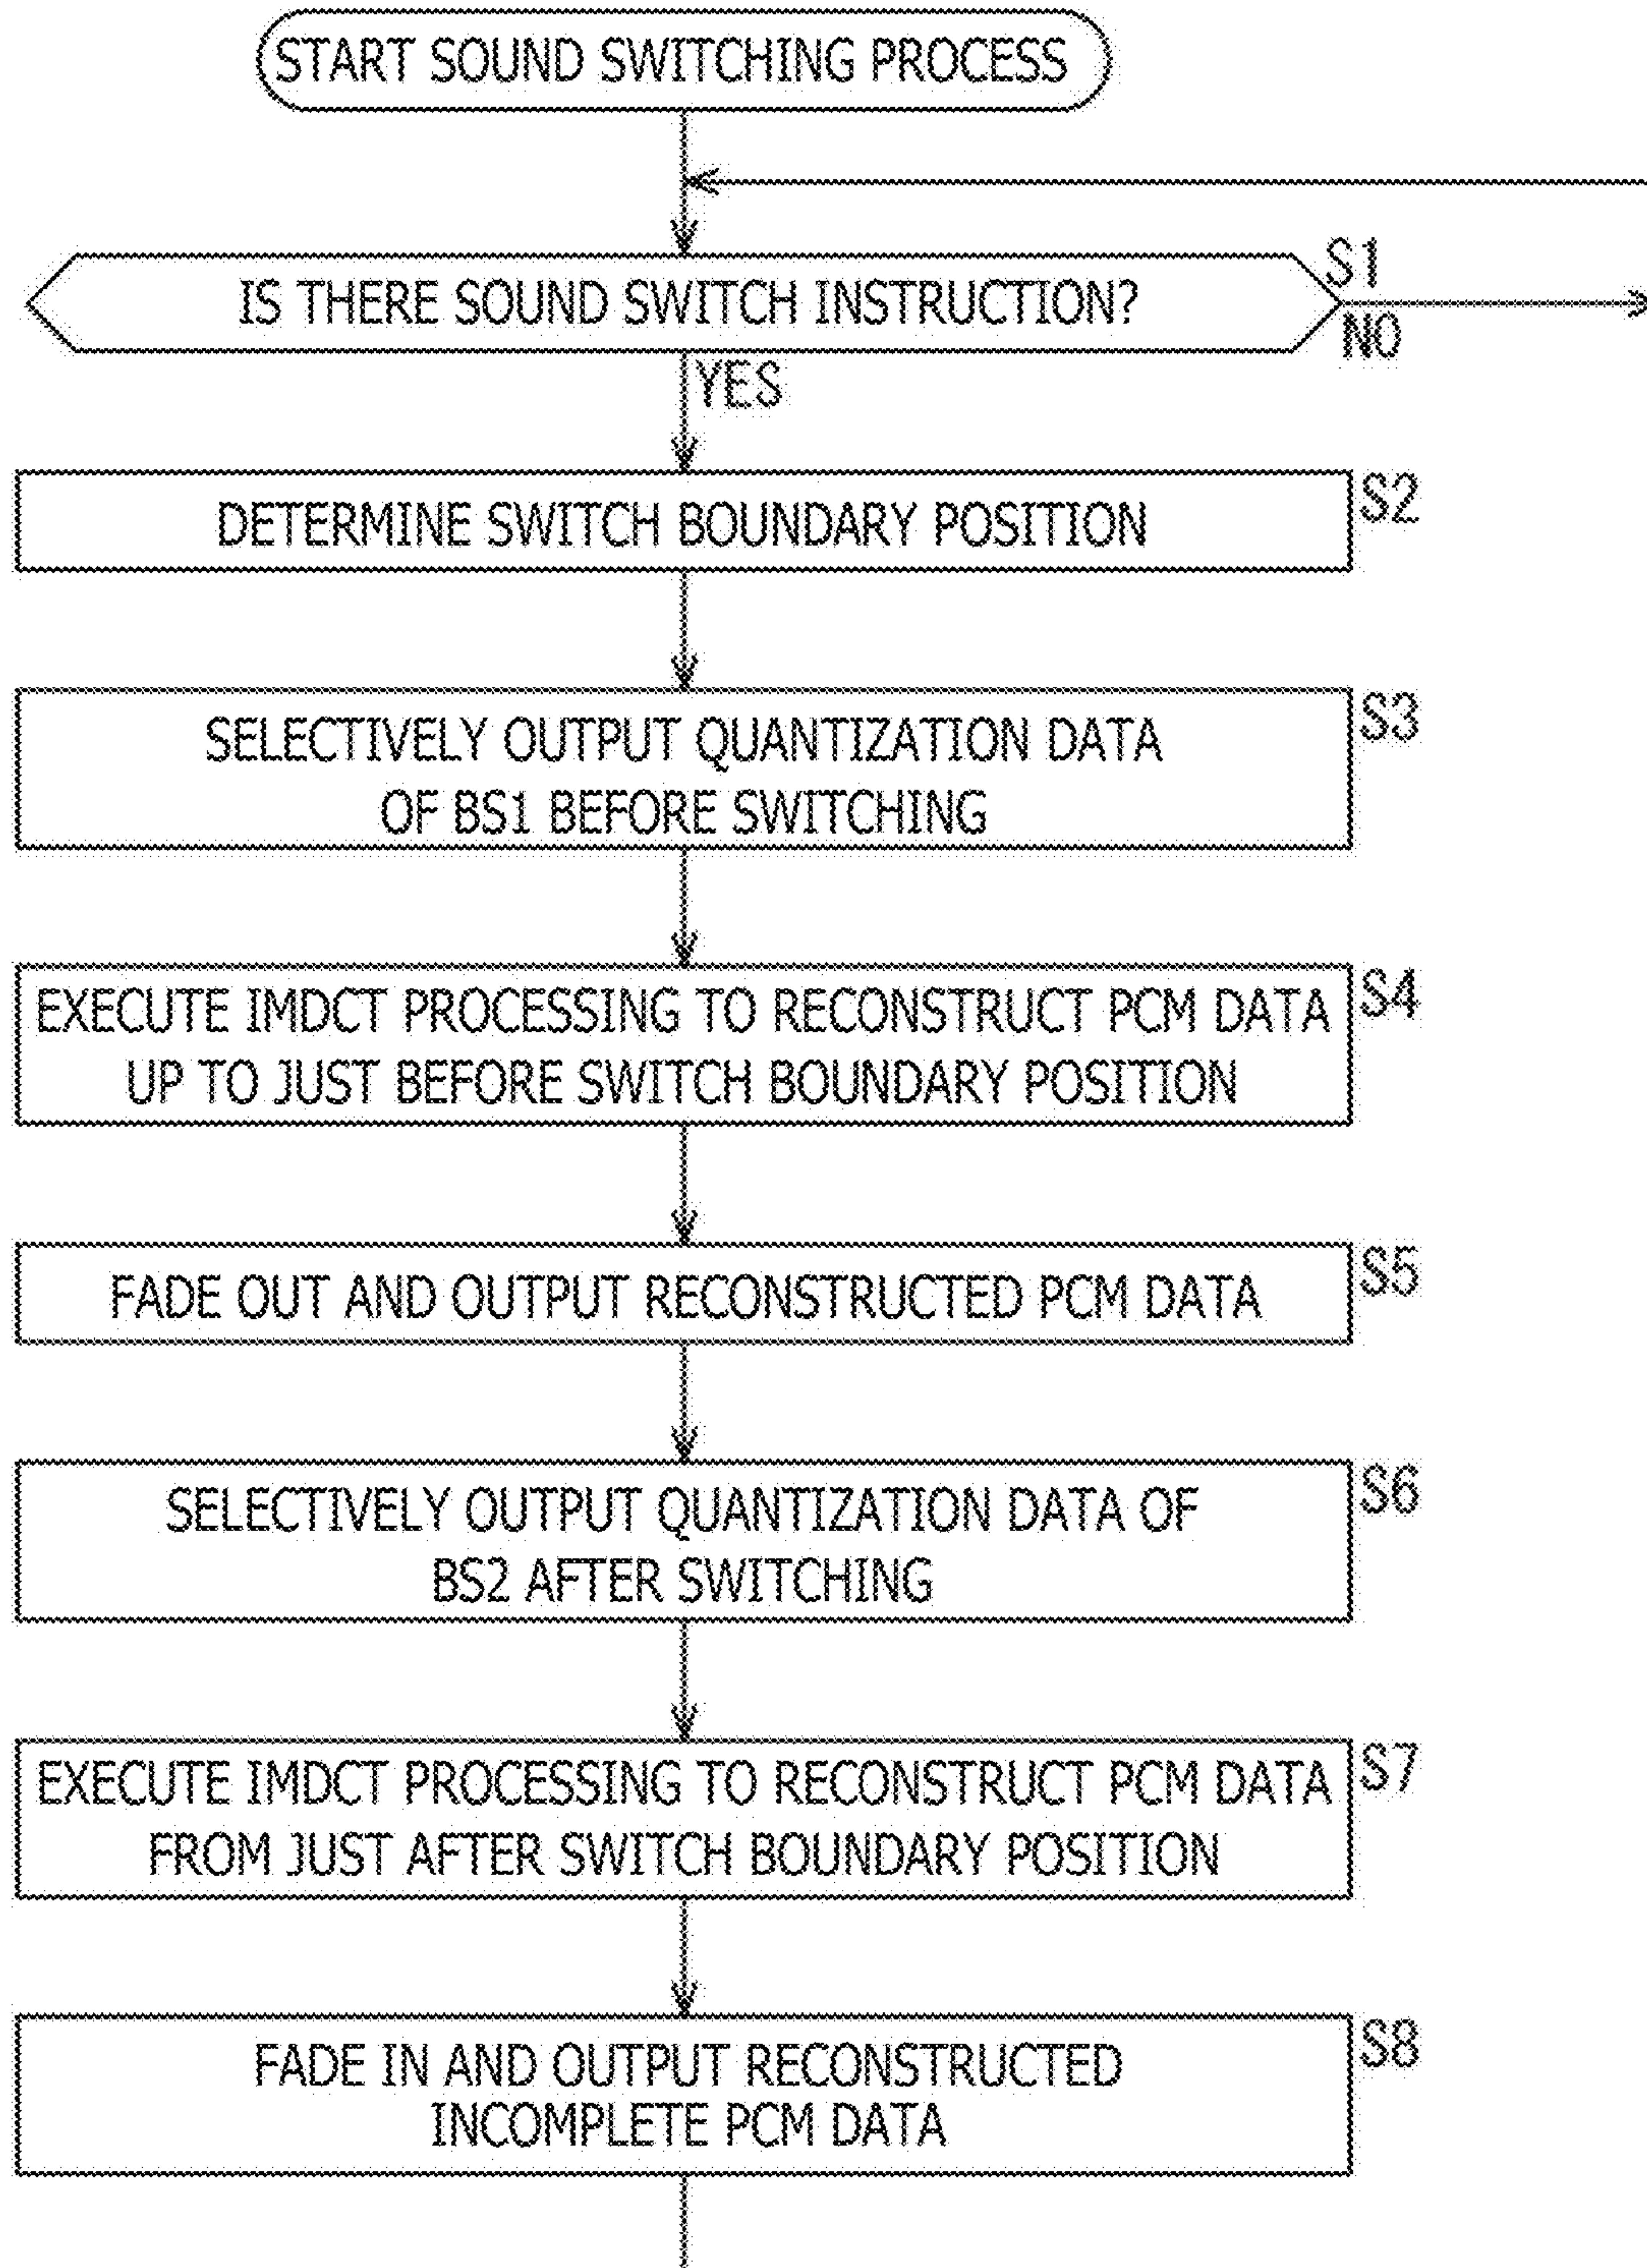 START SOUND SWITCHING PROCESS
IS THERE SOUND SWITCH INSTRUCTION?
S1
NO
YES
DETERMINE SWITCH BOUNDARY POSITION
S2
SELECTIVELY OUTPUT QUANTIZATION DATA
OF BS1 BEFORE SWITCHING
S3
EXECUTE IMDCT PROCESSING TO RECONSTRUCT PCM DATA
UP TO JUST BEFORE SWITCH BOUNDARY POSITION
S4
FADE OUT AND OUTPUT RECONSTRUCTED PCM DATA
S5
SELECTIVELY OUTPUT QUANTIZATION DATA OF
BS2 AFTER SWITCHING
S6
EXECUTE IMDCT PROCESSING TO RECONSTRUCT PCM DATA
FROM JUST AFTER SWITCH BOUNDARY POSITION
S7
FADE IN AND OUTPUT RECONSTRUCTED
INCOMPLETE PCM DATA
S8